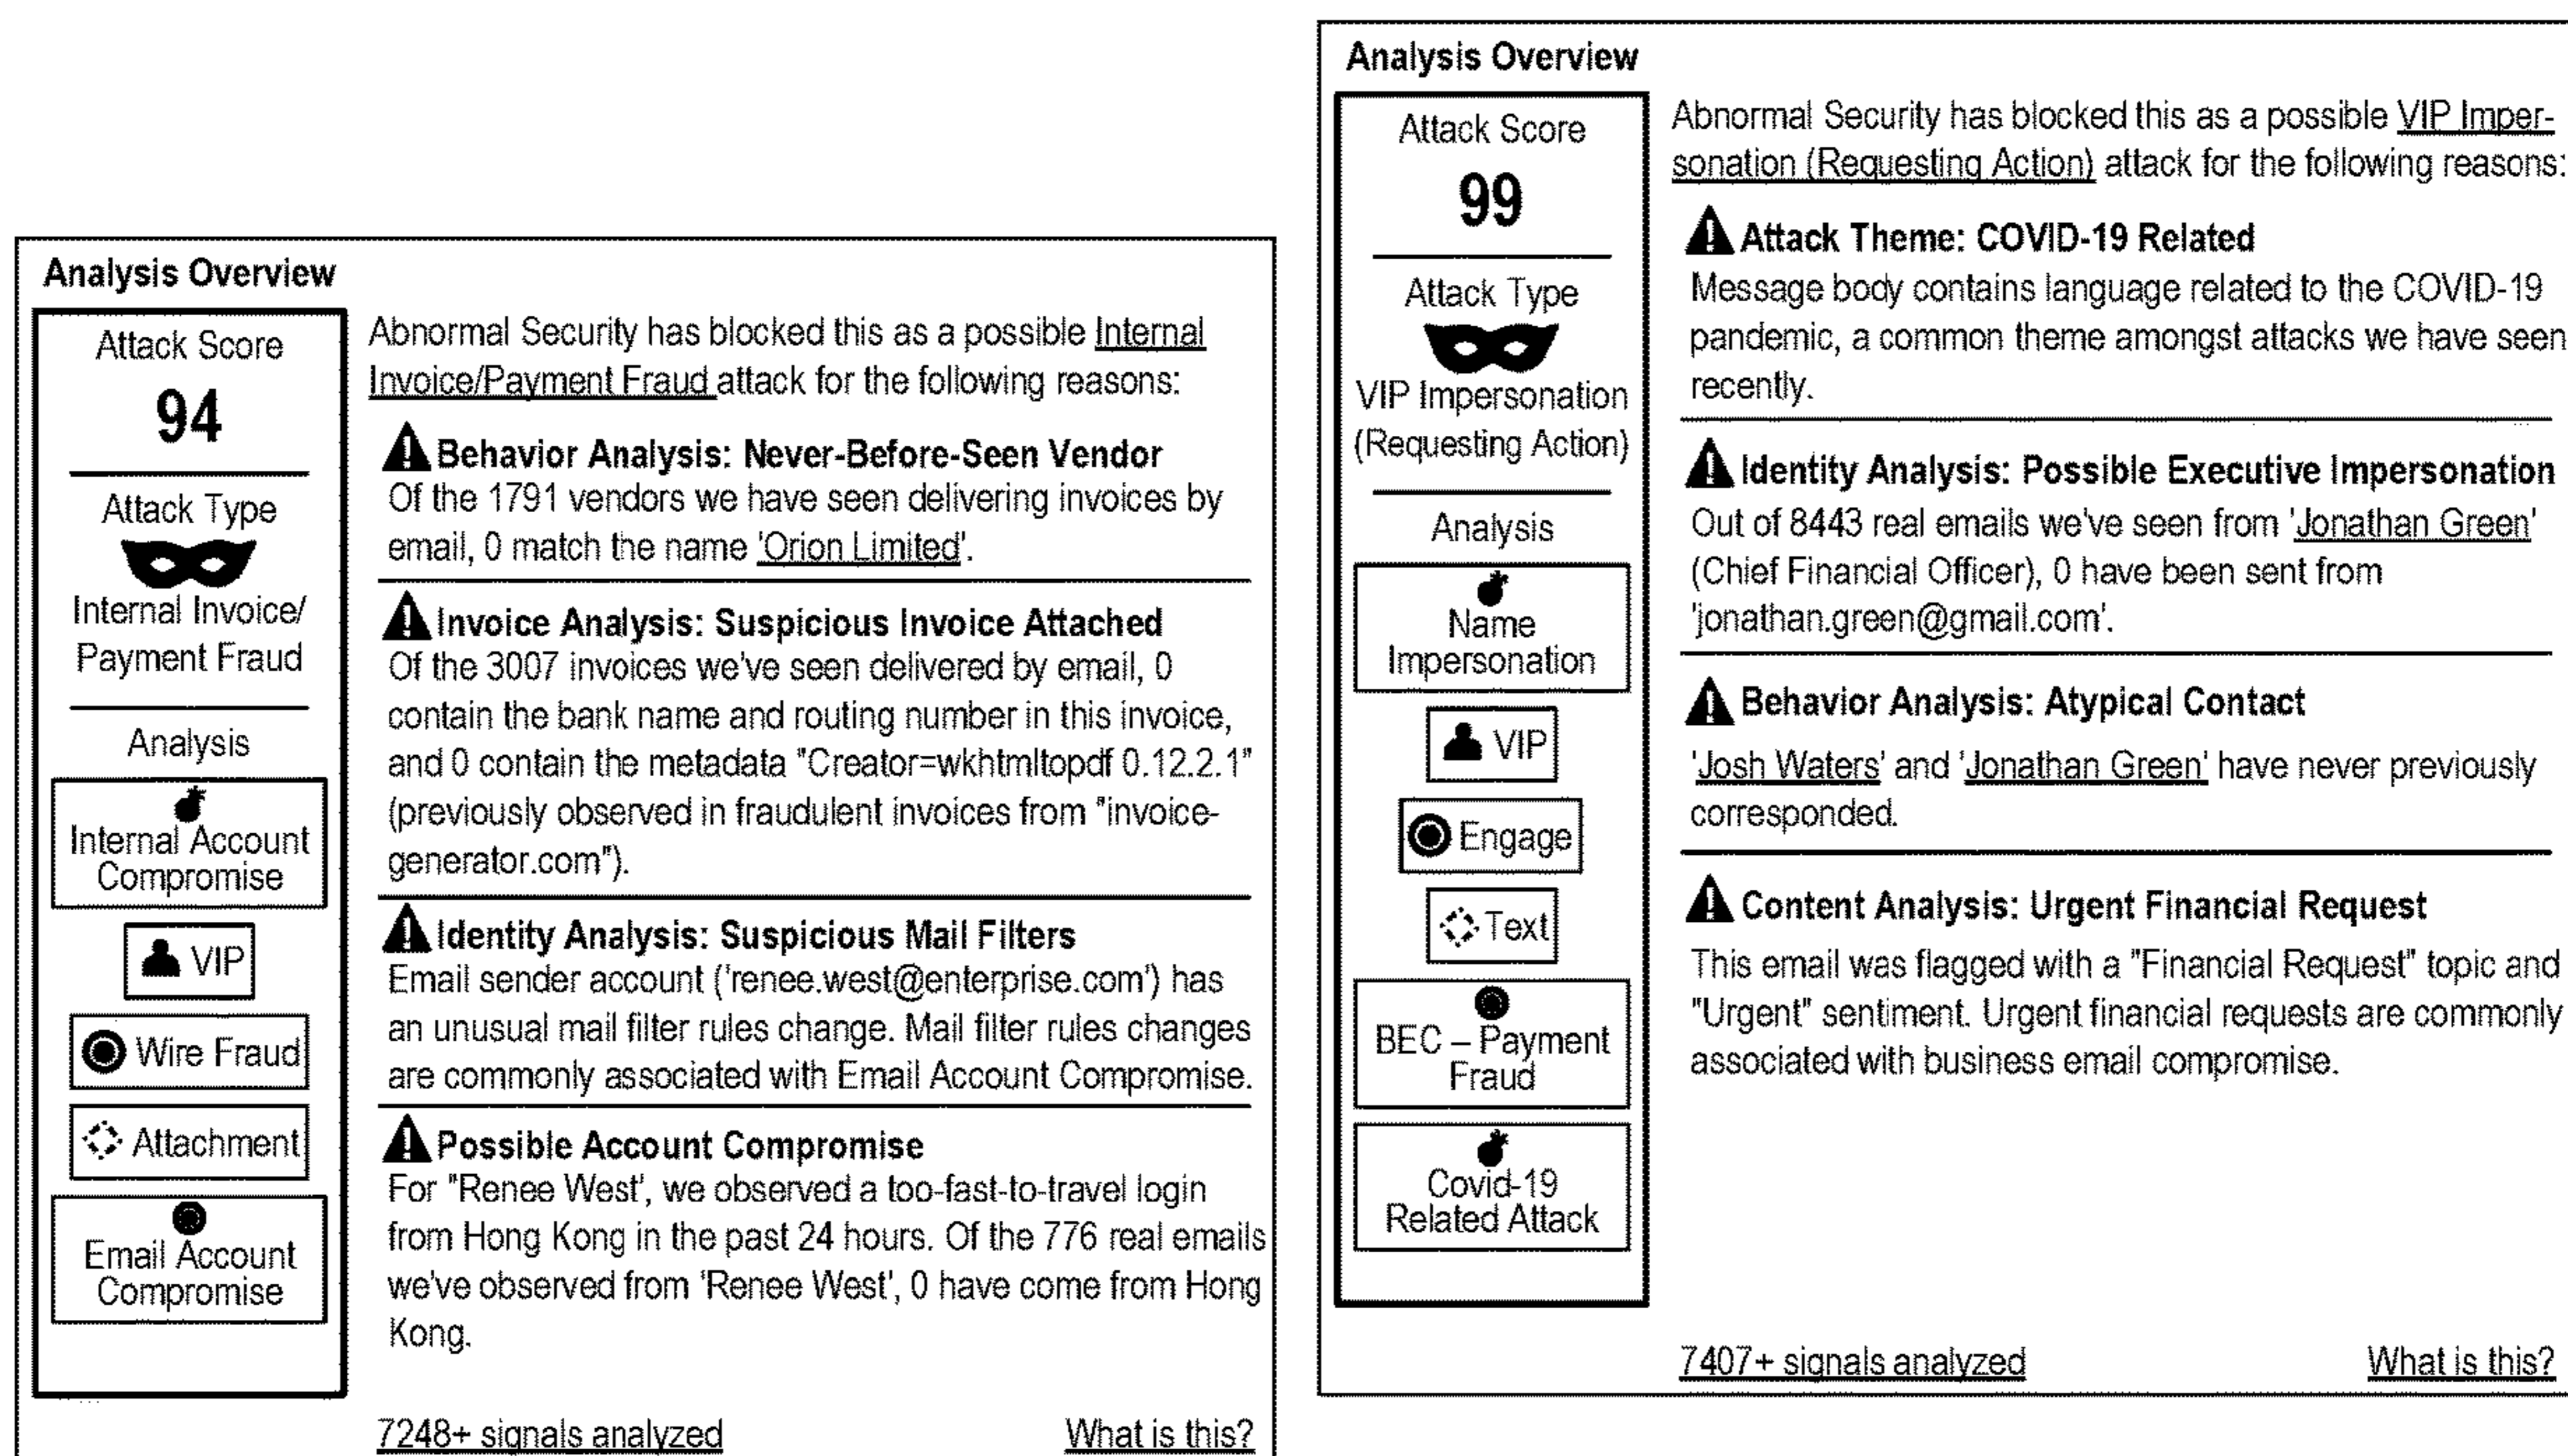 Analysis Overview
Attack Score
94
Attack Type
Internal Invoice/
Payment Fraud
Analysis
Internal Account
Compromise
VIP
Wire Fraud
Attachment
Email Account
Compromise
Abnormal Security has blocked this as a possible Internal
Invoice/Payment Fraud attack for the following reasons:
Behavior Analysis: Never-Before-Seen Vendor
Of the 1791 vendors we have seen delivering invoices by
email, 0 match the name 'Orion Limited'.
Invoice Analysis: Suspicious Invoice Attached
Of the 3007 invoices we've seen delivered by email, 0
contain the bank name and routing number in this invoice,
and 0 contain the metadata "Creator=wkhtmltopdf 0.12.2.1"
(previously observed in fraudulent invoices from "invoice-
generator.com").
Identity Analysis: Suspicious Mail Filters
Email sender account ('renee.west@enterprise.com') has
an unusual mail filter rules change. Mail filter rules changes
are commonly associated with Email Account Compromise.
Possible Account Compromise
For "Renee West', we observed a too-fast-to-travel login
from Hong Kong in the past 24 hours. Of the 776 real emails
we've observed from 'Renee West', 0 have come from Hong
Kong.
7248+ signals analyzed What is this?
Analysis Overview
Attack Score
99
Attack Type
VIP Impersonation
(Requesting Action)
Analysis
Name
Impersonation
VIP
Engage
Text
BEC – Payment
Fraud
Covid-19
Related Attack
Abnormal Security has blocked this as a possible VIP Imper-
sonation (Requesting Action) attack for the following reasons:
Attack Theme: COVID-19 Related
Message body contains language related to the COVID-19
pandemic, a common theme amongst attacks we have seen
recently.
Identity Analysis: Possible Executive Impersonation
Out of 8443 real emails we've seen from 'Jonathan Green'
(Chief Financial Officer), 0 have been sent from
'jonathan.green@gmail.com'.
Behavior Analysis: Atypical Contact
'Josh Waters' and 'Jonathan Green' have never previously
corresponded.
Content Analysis: Urgent Financial Request
This email was flagged with a "Financial Request" topic and
"Urgent" sentiment. Urgent financial requests are commonly
associated with business email compromise.
7407+ signals analyzed What is this?